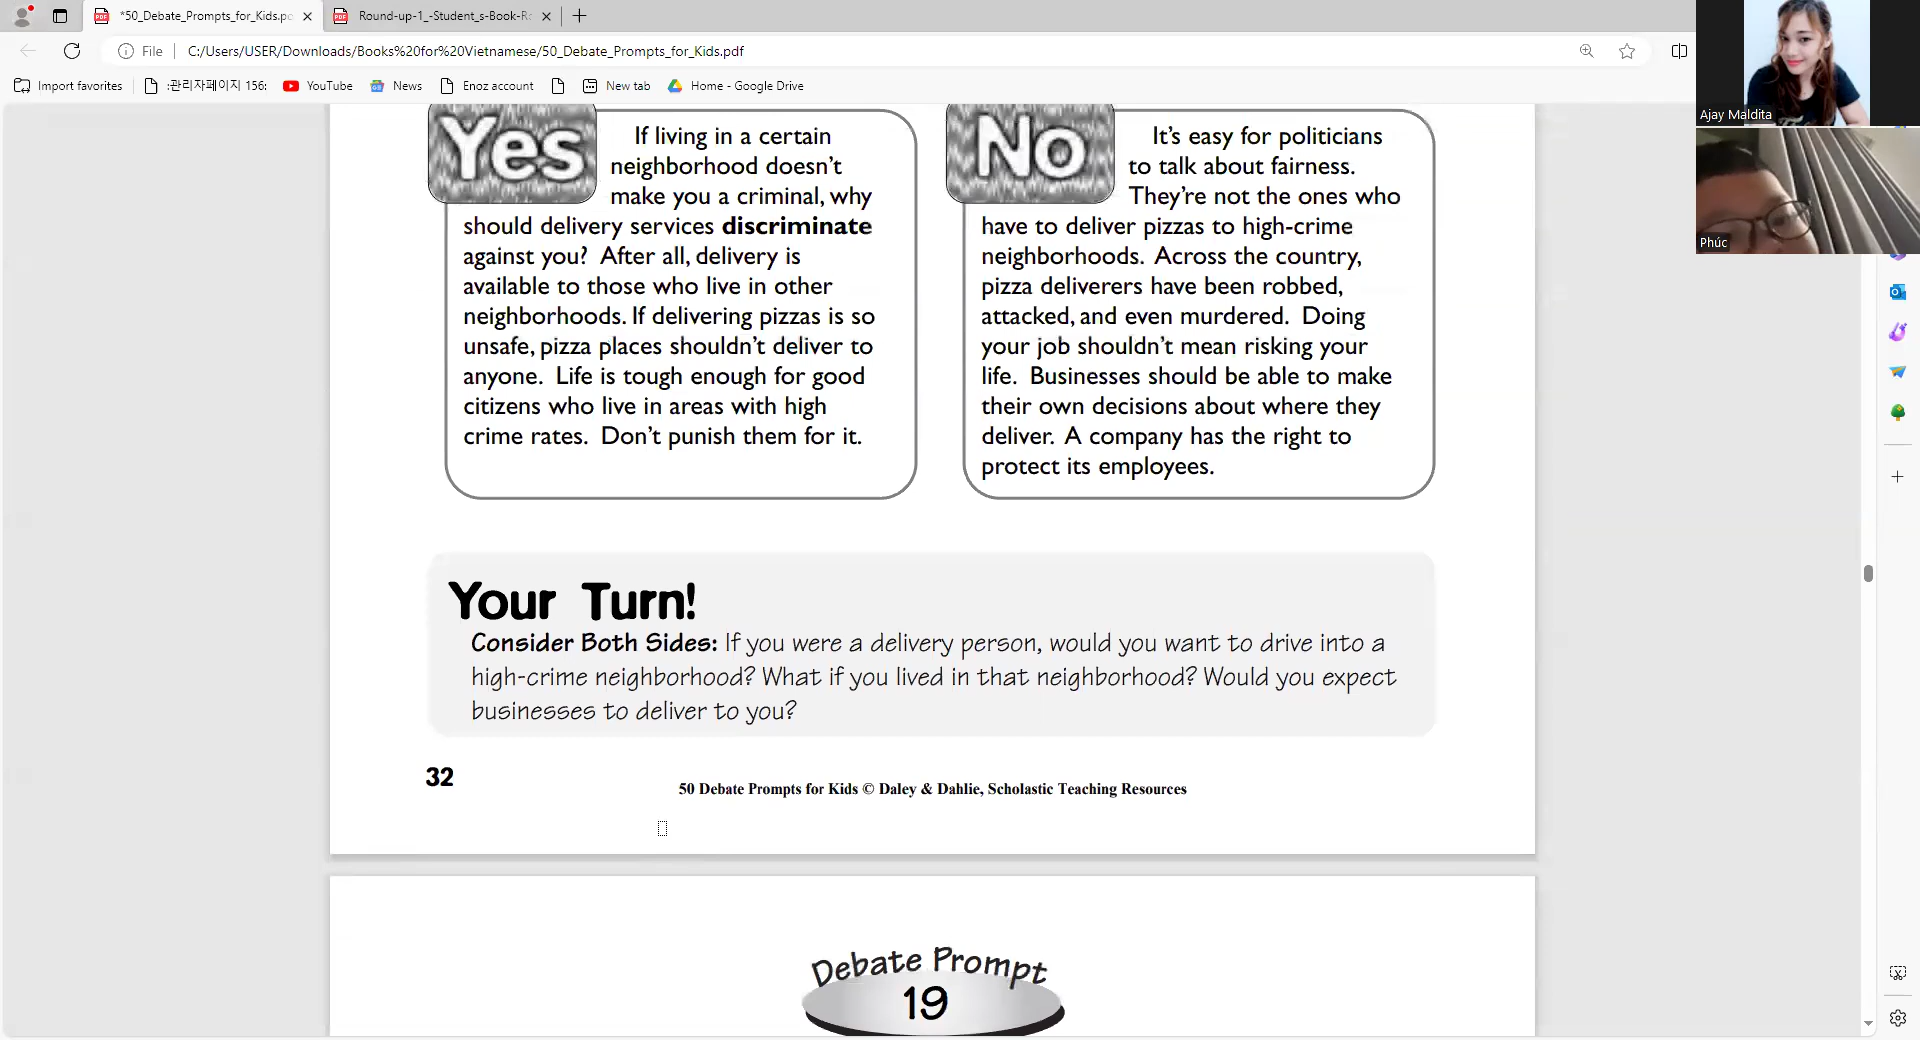 *50_Debate_Prompts_for_Kids.pd
Round-up-1_-Student_s-Book-R
File
C:/Users/USER/Downloads/Books%20for%20Vietnamese/50_Debate_Prompts_for_Kids.pdf
Import favorites
:관리자페이지 156:
YouTube
News
Enoz account
New tab
Home - Google Drive
Ajay Maldita
Phúc
Yes
If living in a certain
neighborhood doesn't
make you a criminal, why
should delivery services discriminate
against you? After all, delivery is
available to those who live in other
neighborhoods. If delivering pizzas is so
unsafe, pizza places shouldn't deliver to
anyone. Life is tough enough for good
citizens who live in areas with high
crime rates. Don't punish them for it.
No
It's easy for politicians
to talk about fairness.
They're not the ones who
have to deliver pizzas to high-crime
neighborhoods. Across the country,
pizza deliverers have been robbed,
attacked, and even murdered. Doing
your job shouldn't mean risking your
life. Businesses should be able to make
their own decisions about where they
deliver. A company has the right to
protect its employees.
Your Turn!
Consider Both Sides: If you were a delivery person, would you want to drive into a
high-crime neighborhood? What if you lived in that neighborhood? Would you expect
businesses to deliver to you?
32
50 Debate Prompts for Kids © Daley & Dahlie, Scholastic Teaching Resources
Debate Prompt
19